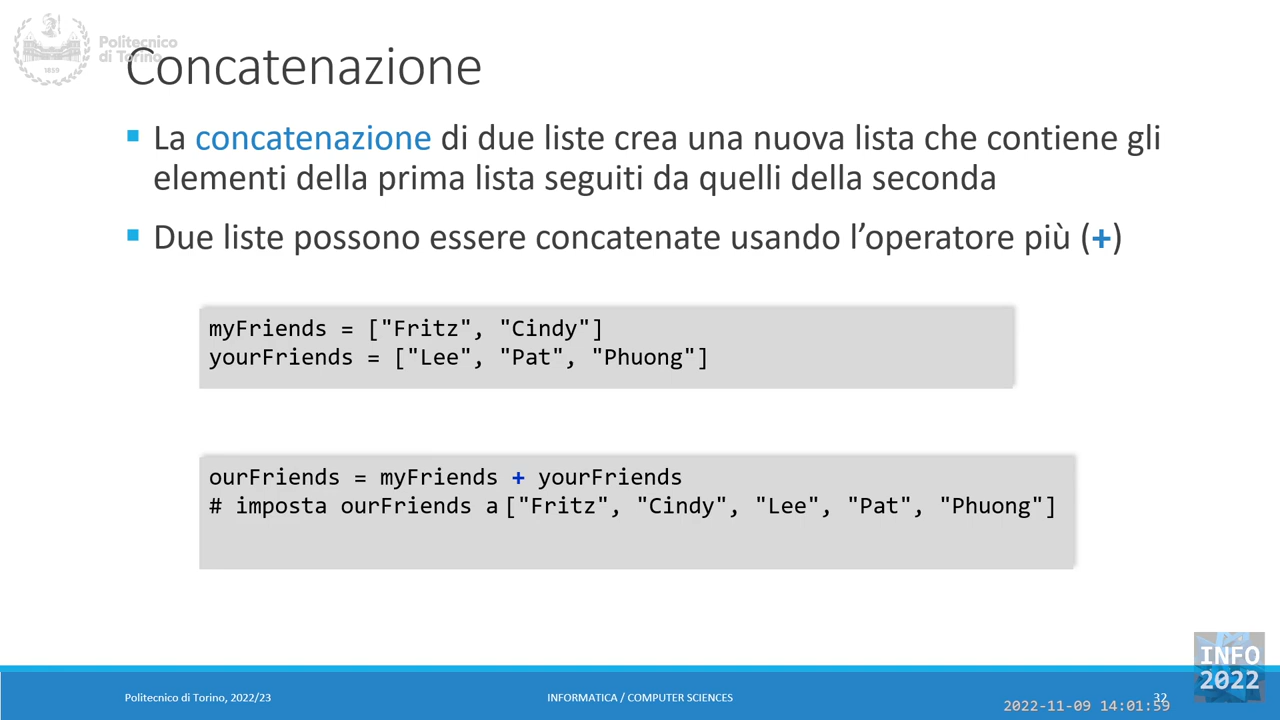 Politecnico
di Torino
1859
Concatenazione
La concatenazione di due liste crea una nuova lista che contiene gli
elementi della prima lista seguiti da quelli della seconda
Due liste possono essere concatenate usando l’operatore più (+)
myFriends = ["Fritz", "Cindy"]
yourFriends = ["Lee", "Pat", "Phuong"]
ourFriends = myFriends + yourFriends
# imposta ourFriends a ["Fritz", "Cindy", "Lee", "Pat", "Phuong"]
INFO
2022
Politecnico di Torino, 2022/23
INFORMATICA / COMPUTER SCIENCES
32
2022-11-09 14:01:59